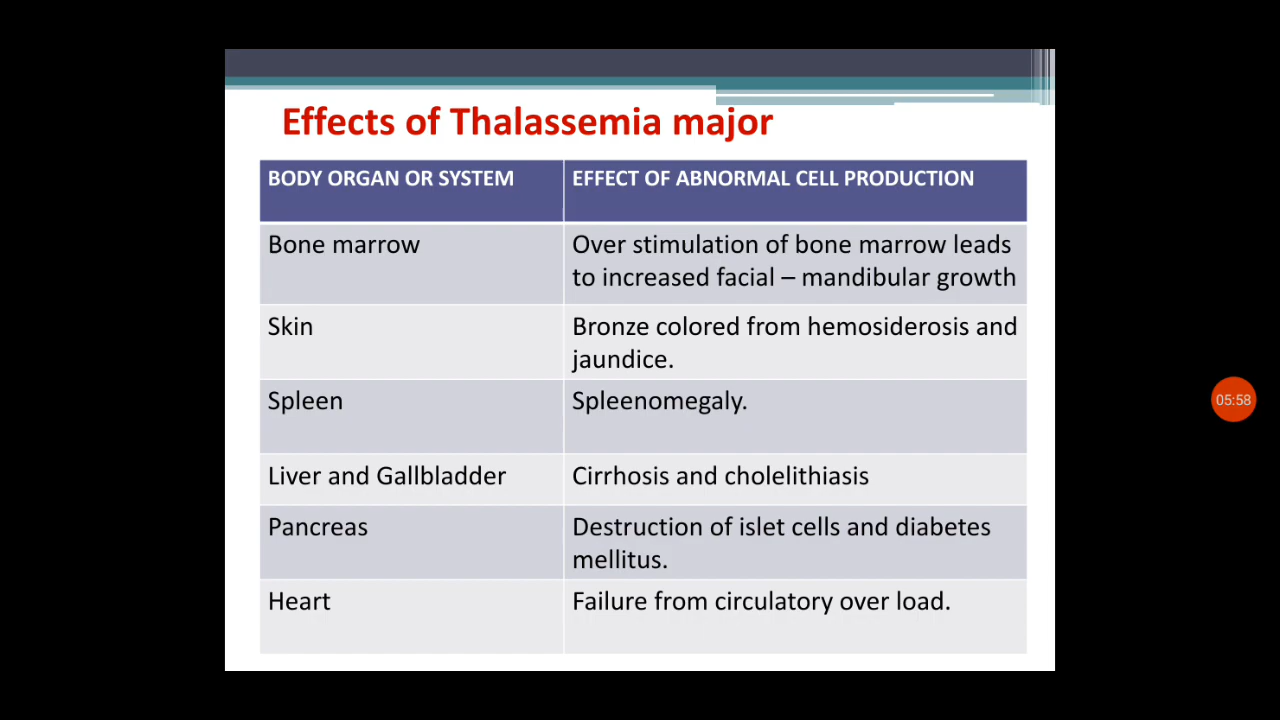 Effects of Thalassemia major
BODY ORGAN OR SYSTEM
EFFECT OF ABNORMAL CELL PRODUCTION
Bone marrow
Over stimulation of bone marrow leads
to increased facial – mandibular growth
Skin
Bronze colored from hemosiderosis and
jaundice.
Spleen
Spleenomegaly.
Liver and Gallbladder
Cirrhosis and cholelithiasis
Pancreas
Destruction of islet cells and diabetes
mellitus.
Heart
Failure from circulatory over load.
05:58